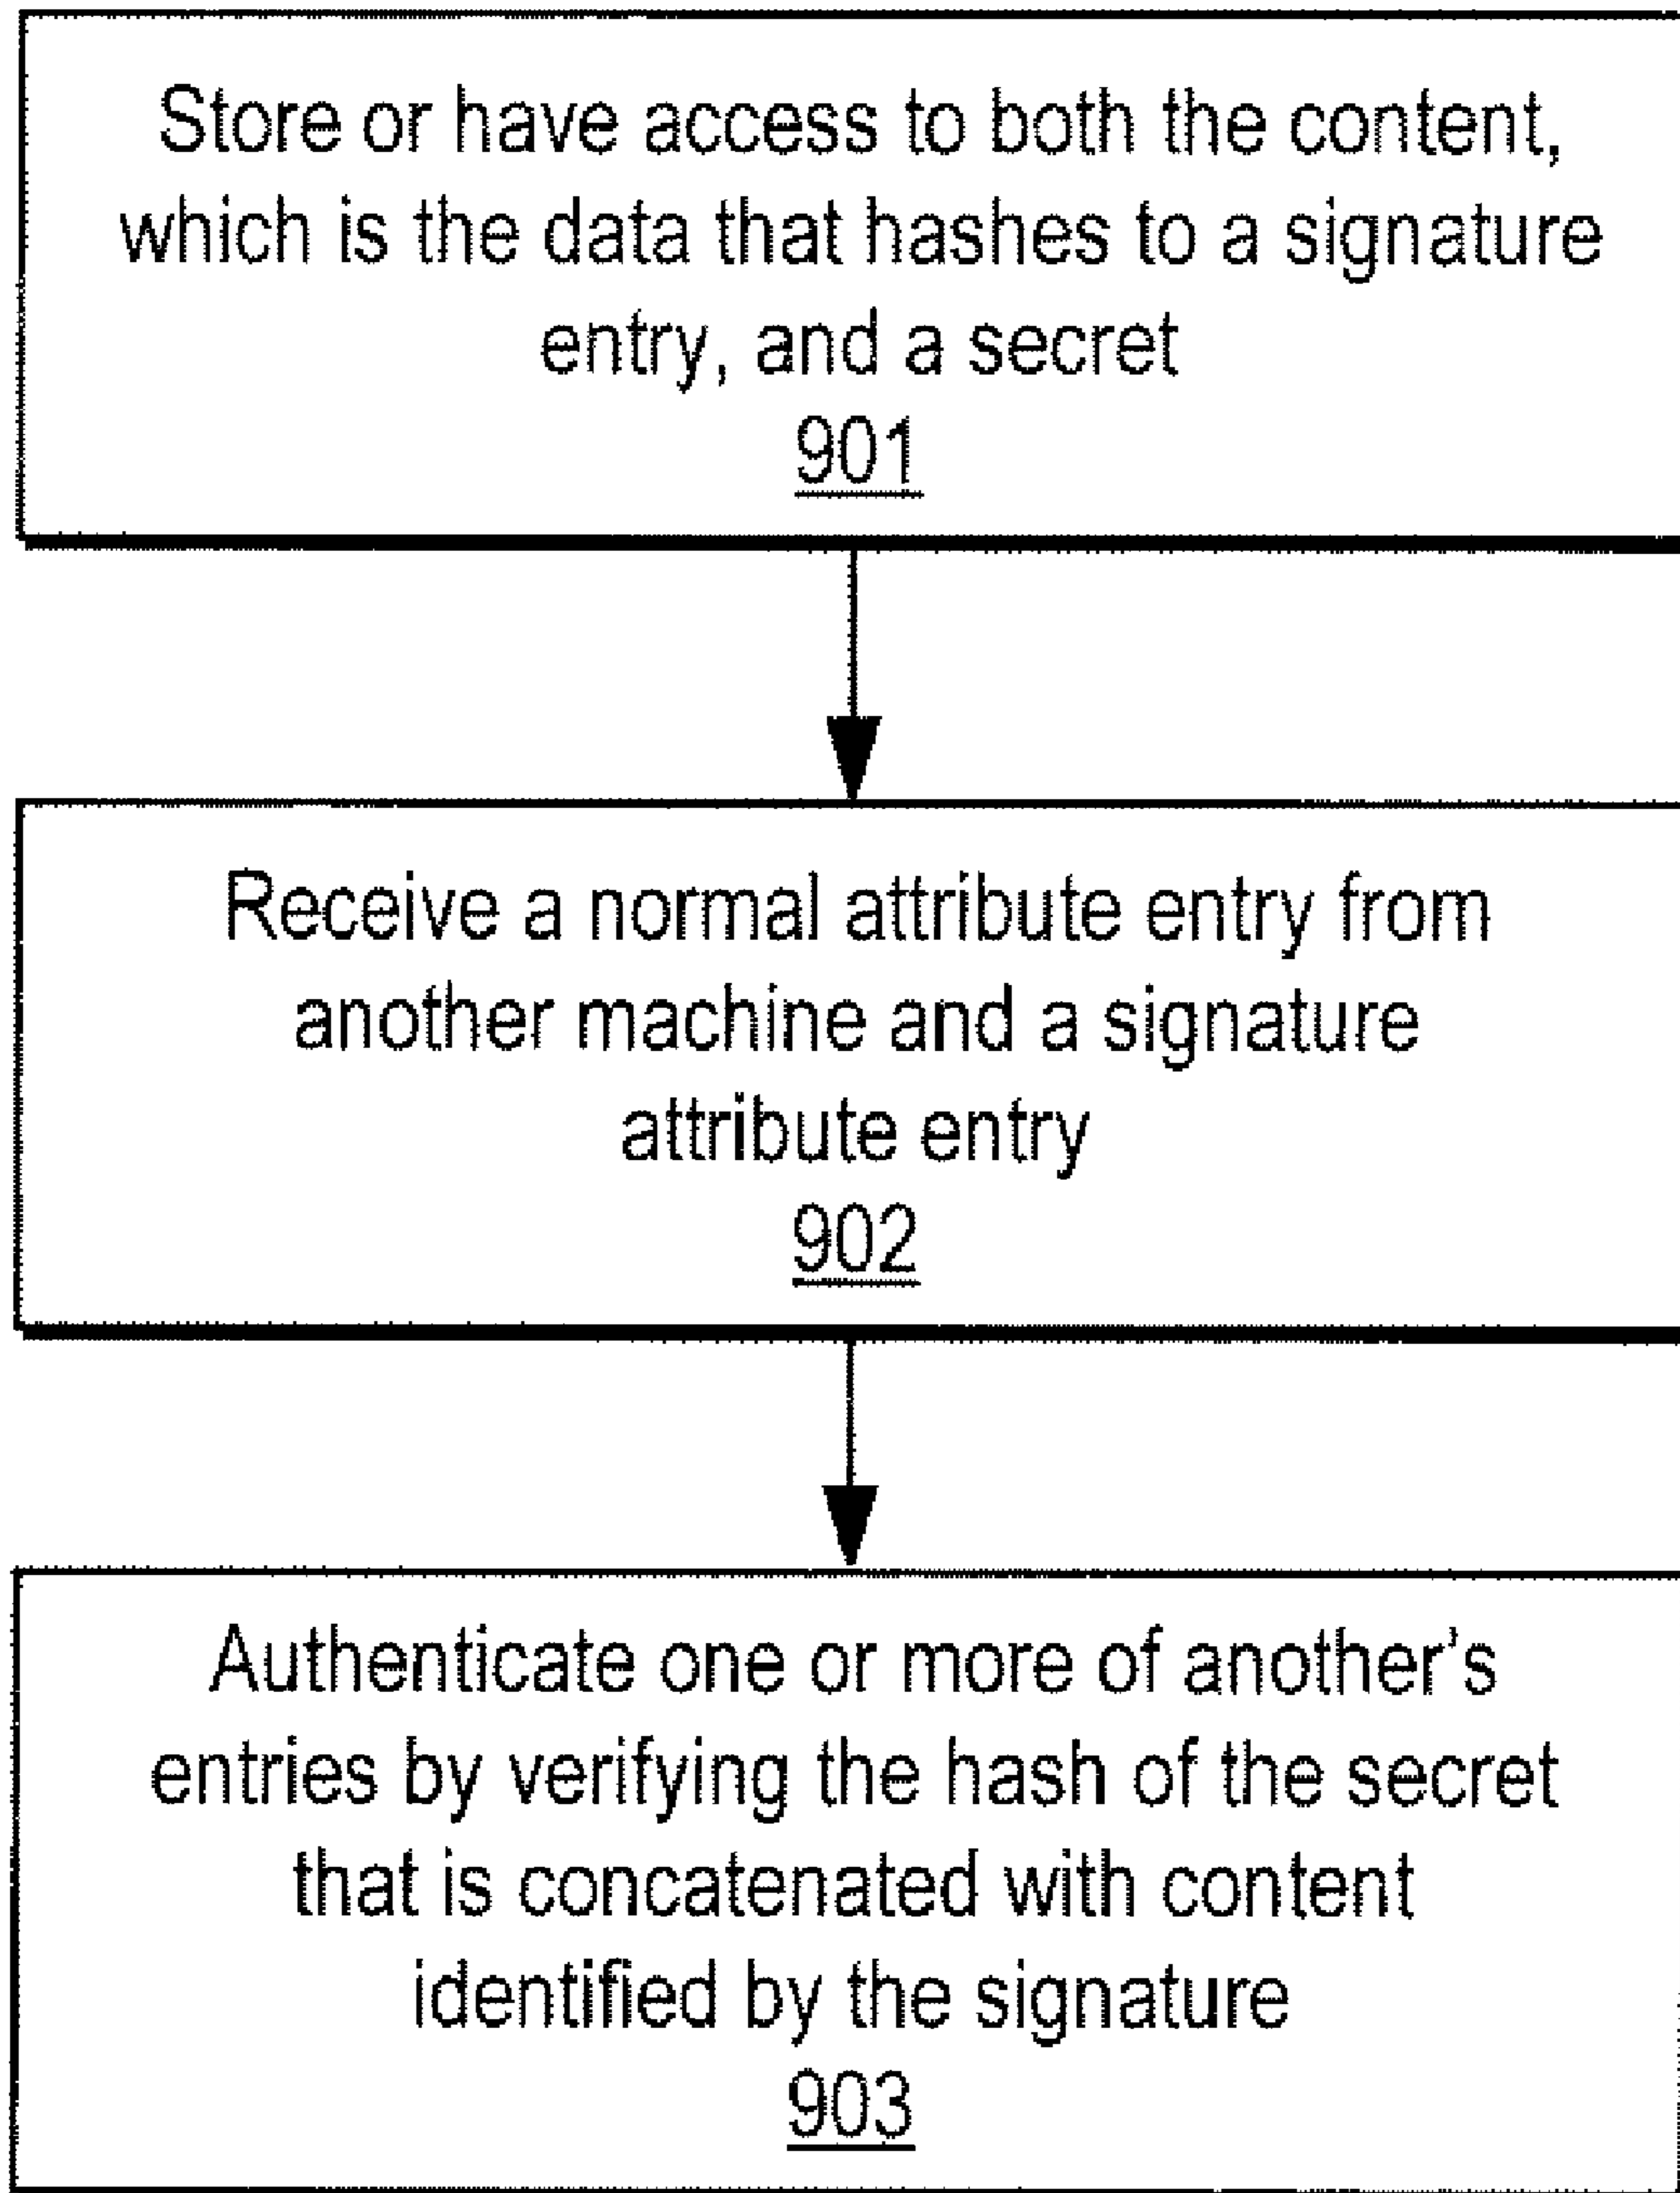 Store or have access to both the content,
which is the data that hashes to a signature
entry, and a secret
901
Receive a normal attribute entry from
another machine and a signature
attribute entry
902
Authenticate one or more of another's
entries by verifying the hash of the secret
that is concatenated with content
identified by the signature
903